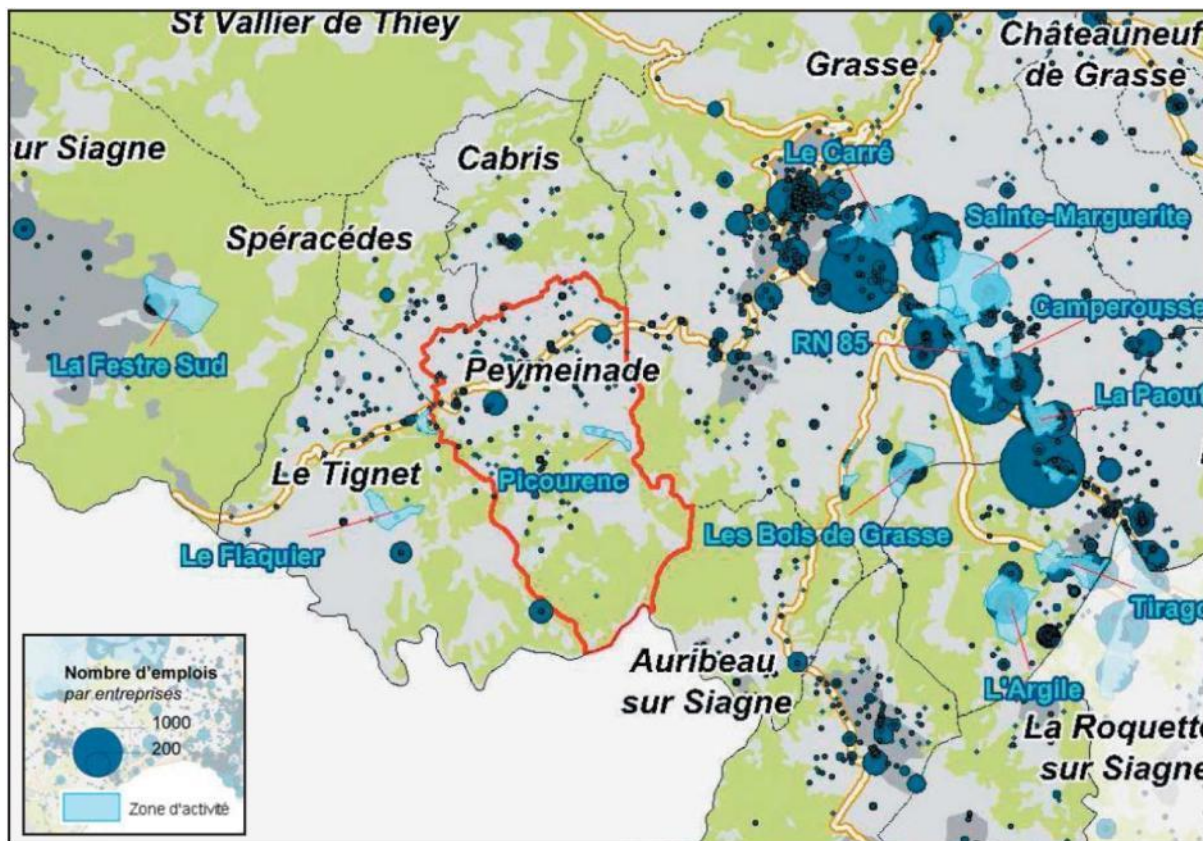 St Vallier de Thiey
Châteauneuf
de Grasse
Grasse
ur Siagne
Cabris
Le Carré
Spéracédes
Sainte-Marguerite
Camperousse
La Festre Sud
RN 85
Peymeinade
La Paout
Le Tignet
Picourenc
Les Bois de Grasse
Le Flaquier
Tirago
Auribeau
sur Siagne
L'Argile
La Roquette
sur Siagne
Nombre d'emplois
par entreprises
1000
200
Zone d'activité